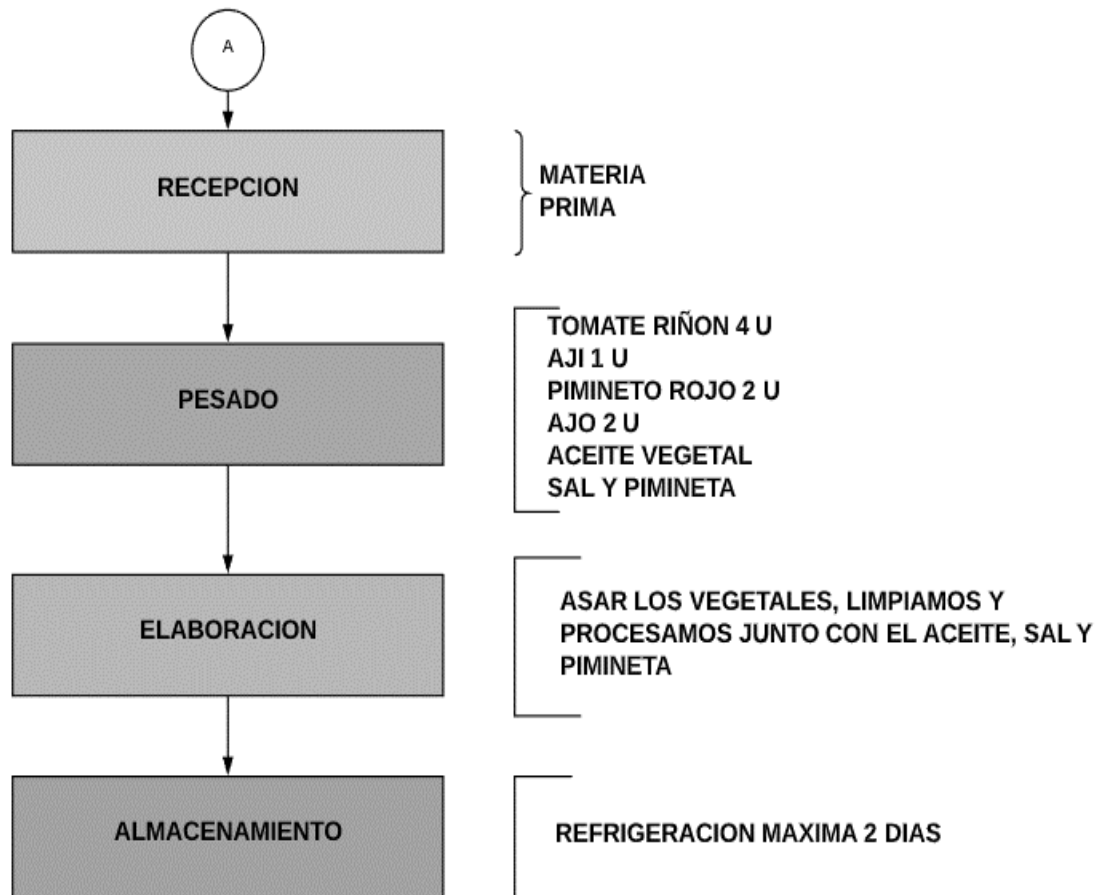 A
RECEPCION
MATERIA
PRIMA
PESADO
TOMATE RIÑON 4 U
AJI 1 U
PIMINETO ROJO 2 U
AJO 2 U
ACEITE VEGETAL
SAL Y PIMINETA
ELABORACION
ASAR LOS VEGETALES, LIMPIAMOS Y
PROCESAMOS JUNTO CON EL ACEITE, SAL Y
PIMINETA
ALMACENAMIENTO
REFRIGERACION MAXIMA 2 DIAS